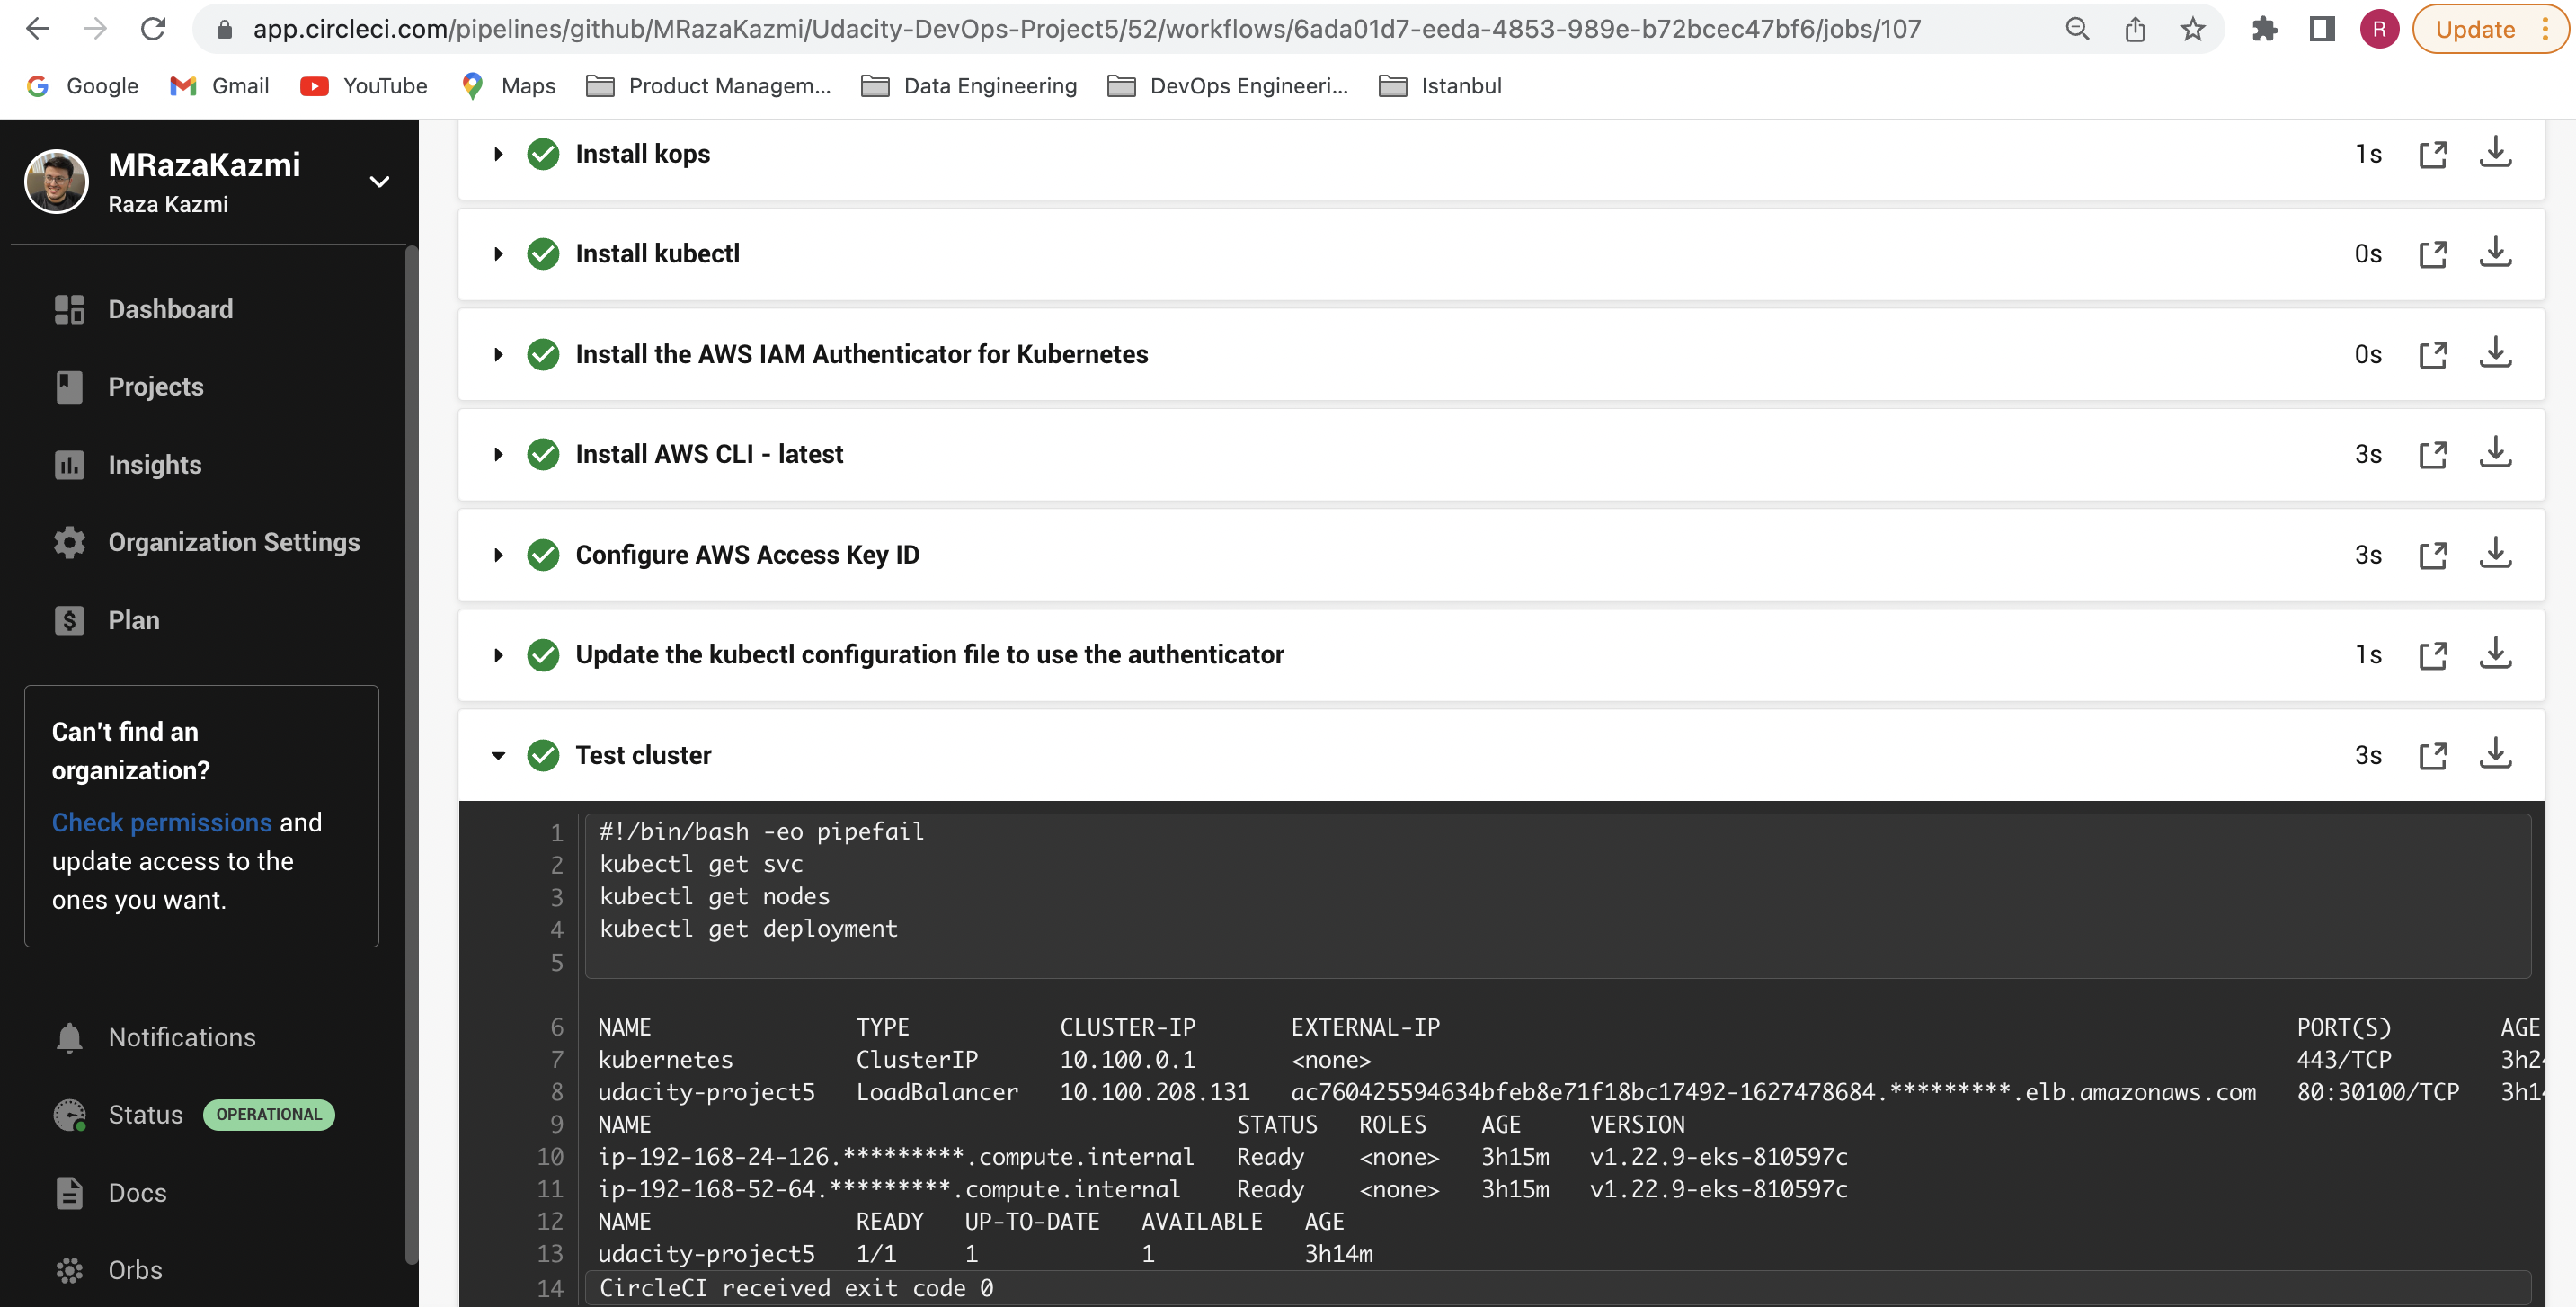 app.circleci.com/pipelines/github/MRazaKazmi/Udacity-DevOps-Project5/52/workflows/6ada01d7-eeda-4853-989e-b72bcec47bf6/jobs/107
R
Update
Google
Gmail
YouTube
Maps
Product Managem...
Data Engineering
DevOps Engineeri...
Istanbul
MRazaKazmi
Raza Kazmi
Dashboard
Projects
Insights
Organization Settings
Plan
Can't find an
organization?
Check permissions and
update access to the
ones you want.
Notifications
Status OPERATIONAL
Docs
Orbs
Install kops 1s
Install kubectl 0s
Install the AWS IAM Authenticator for Kubernetes 0s
Install AWS CLI - latest 3s
Configure AWS Access Key ID 3s
Update the kubectl configuration file to use the authenticator 1s
Test cluster 3s
1 #!/bin/bash -eo pipefail
2 kubectl get svc
3 kubectl get nodes
4 kubectl get deployment
5
6 NAME TYPE CLUSTER-IP EXTERNAL-IP PORT(S) AGE
7 kubernetes ClusterIP 10.100.0.1 <none> 443/TCP 3h24
8 udacity-project5 LoadBalancer 10.100.208.131 ac760425594634bfeb8e71f18bc17492-1627478684.*********.elb.amazonaws.com 80:30100/TCP 3h14
9 NAME STATUS ROLES AGE VERSION
10 ip-192-168-24-126.*********.compute.internal Ready <none> 3h15m v1.22.9-eks-810597c
11 ip-192-168-52-64.*********.compute.internal Ready <none> 3h15m v1.22.9-eks-810597c
12 NAME READY UP-TO-DATE AVAILABLE AGE
13 udacity-project5 1/1 1 1 3h14m
14 CircleCI received exit code 0